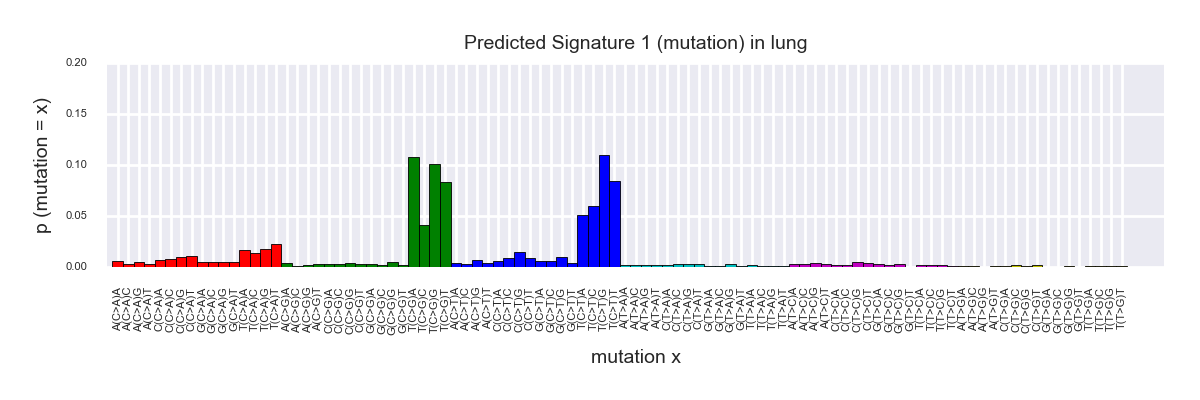 Predicted Signature 1 (mutation) in lung
p (mutation = x)
0.20
0.15
0.10
0.05
0.00
A(C>A)A
A(C>A)C
A(C>A)G
A(C>A)T
C(C>A)A
C(C>A)C
C(C>A)G
C(C>A)T
G(C>A)A
G(C>A)C
G(C>A)G
G(C>A)T
T(C>A)A
T(C>A)C
T(C>A)G
T(C>A)T
A(C>G)A
A(C>G)C
A(C>G)G
A(C>G)T
C(C>G)A
C(C>G)C
C(C>G)G
C(C>G)T
G(C>G)A
G(C>G)C
G(C>G)G
G(C>G)T
T(C>G)A
T(C>G)C
T(C>G)G
T(C>G)T
A(C>T)A
A(C>T)C
A(C>T)G
A(C>T)T
C(C>T)A
C(C>T)C
C(C>T)G
C(C>T)T
G(C>T)A
G(C>T)C
G(C>T)G
G(C>T)T
T(C>T)A
T(C>T)C
T(C>T)G
T(C>T)T
A(T>A)A
A(T>A)C
A(T>A)G
A(T>A)T
C(T>A)A
C(T>A)C
C(T>A)G
C(T>A)T
G(T>A)A
G(T>A)C
G(T>A)G
G(T>A)T
T(T>A)A
T(T>A)C
T(T>A)G
T(T>A)T
A(T>C)A
A(T>C)C
A(T>C)G
A(T>C)T
C(T>C)A
C(T>C)C
C(T>C)G
C(T>C)T
G(T>C)A
G(T>C)C
G(T>C)G
G(T>C)T
T(T>C)A
T(T>C)C
T(T>C)G
T(T>C)T
A(T>G)A
A(T>G)C
A(T>G)G
A(T>G)T
C(T>G)A
C(T>G)C
C(T>G)G
C(T>G)T
G(T>G)A
G(T>G)C
G(T>G)G
G(T>G)T
T(T>G)A
T(T>G)C
T(T>G)G
T(T>G)T
mutation x